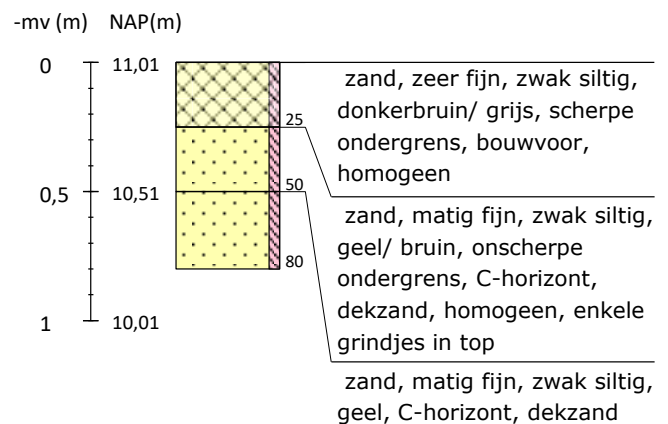 -mv (m) NAP(m)
0 11,01
25
0,5 10,51
50
80
1 10,01
zand, zeer fijn, zwak siltig,
donkerbruin/ grijs, scherpe
ondergrens, bouwvoor,
homogeen
zand, matig fijn, zwak siltig,
geel/ bruin, onscherpe
ondergrens, C-horizont,
dekzand, homogeen, enkele
grindjes in top
zand, matig fijn, zwak siltig,
geel, C-horizont, dekzand